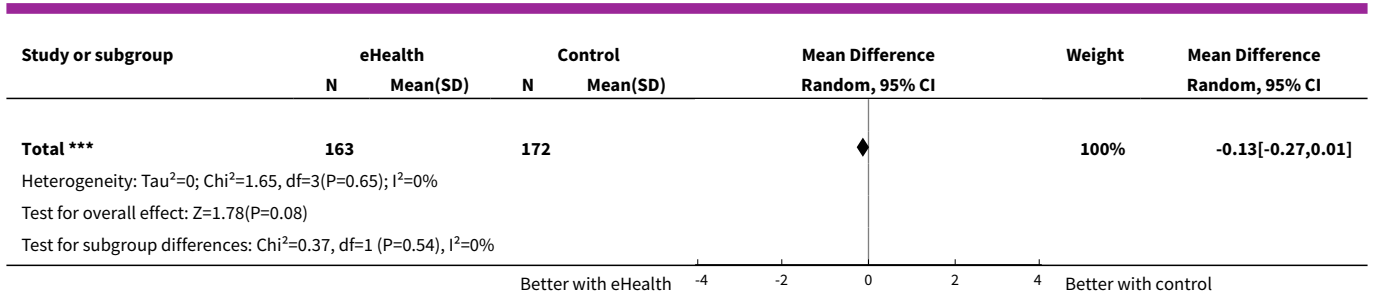 Study or subgroup eHealth Control Mean Difference Weight Mean Difference
N Mean(SD) N Mean(SD) Random, 95% CI Random, 95% CI
Total *** 163 172 100% -0.13[-0.27,0.01]
Heterogeneity: Tau²=0; Chi²=1.65, df=3(P=0.65); I²=0%
Test for overall effect: Z=1.78(P=0.08)
Test for subgroup differences: Chi²=0.37, df=1 (P=0.54), I²=0%
Better with eHealth -4 -2 0 2 4 Better with control